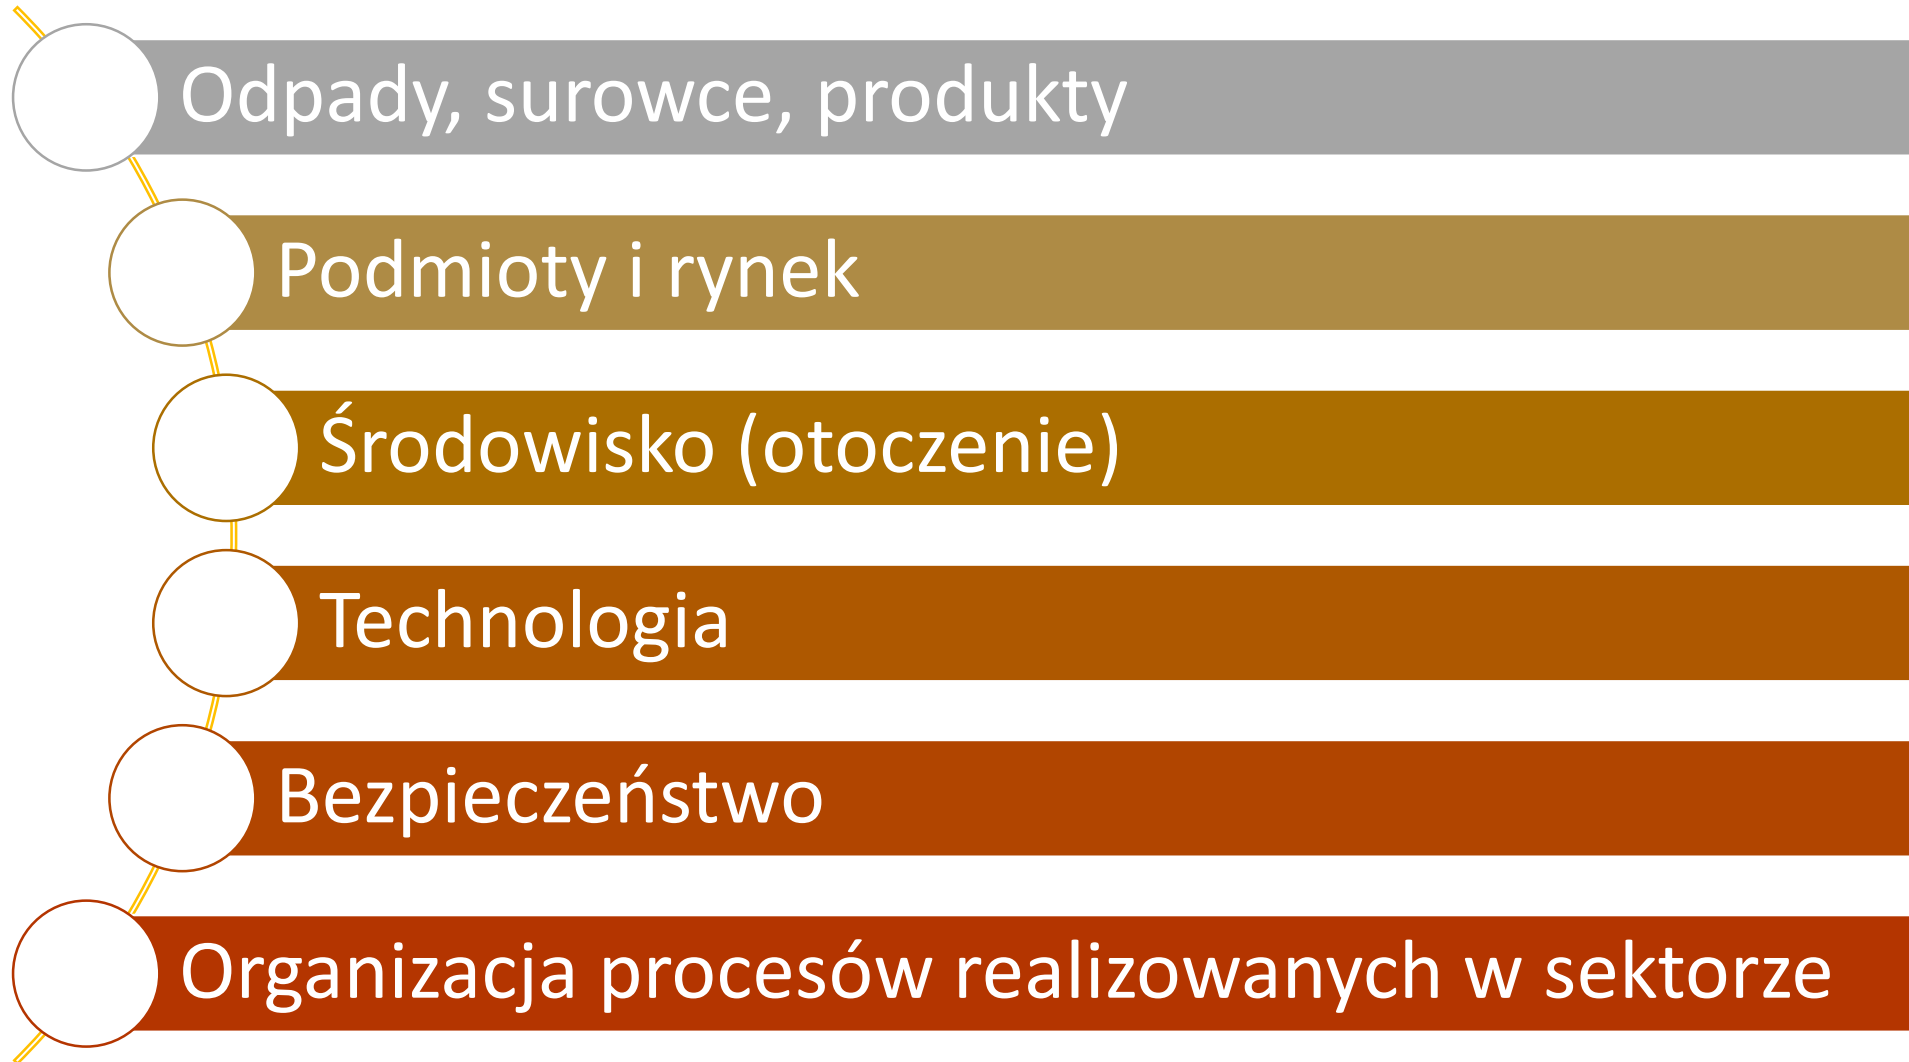 Odpady, surowce, produkty
Podmioty i rynek
Środowisko (otoczenie)
Technologia
Bezpieczeństwo
Organizacja procesów realizowanych w sektorze